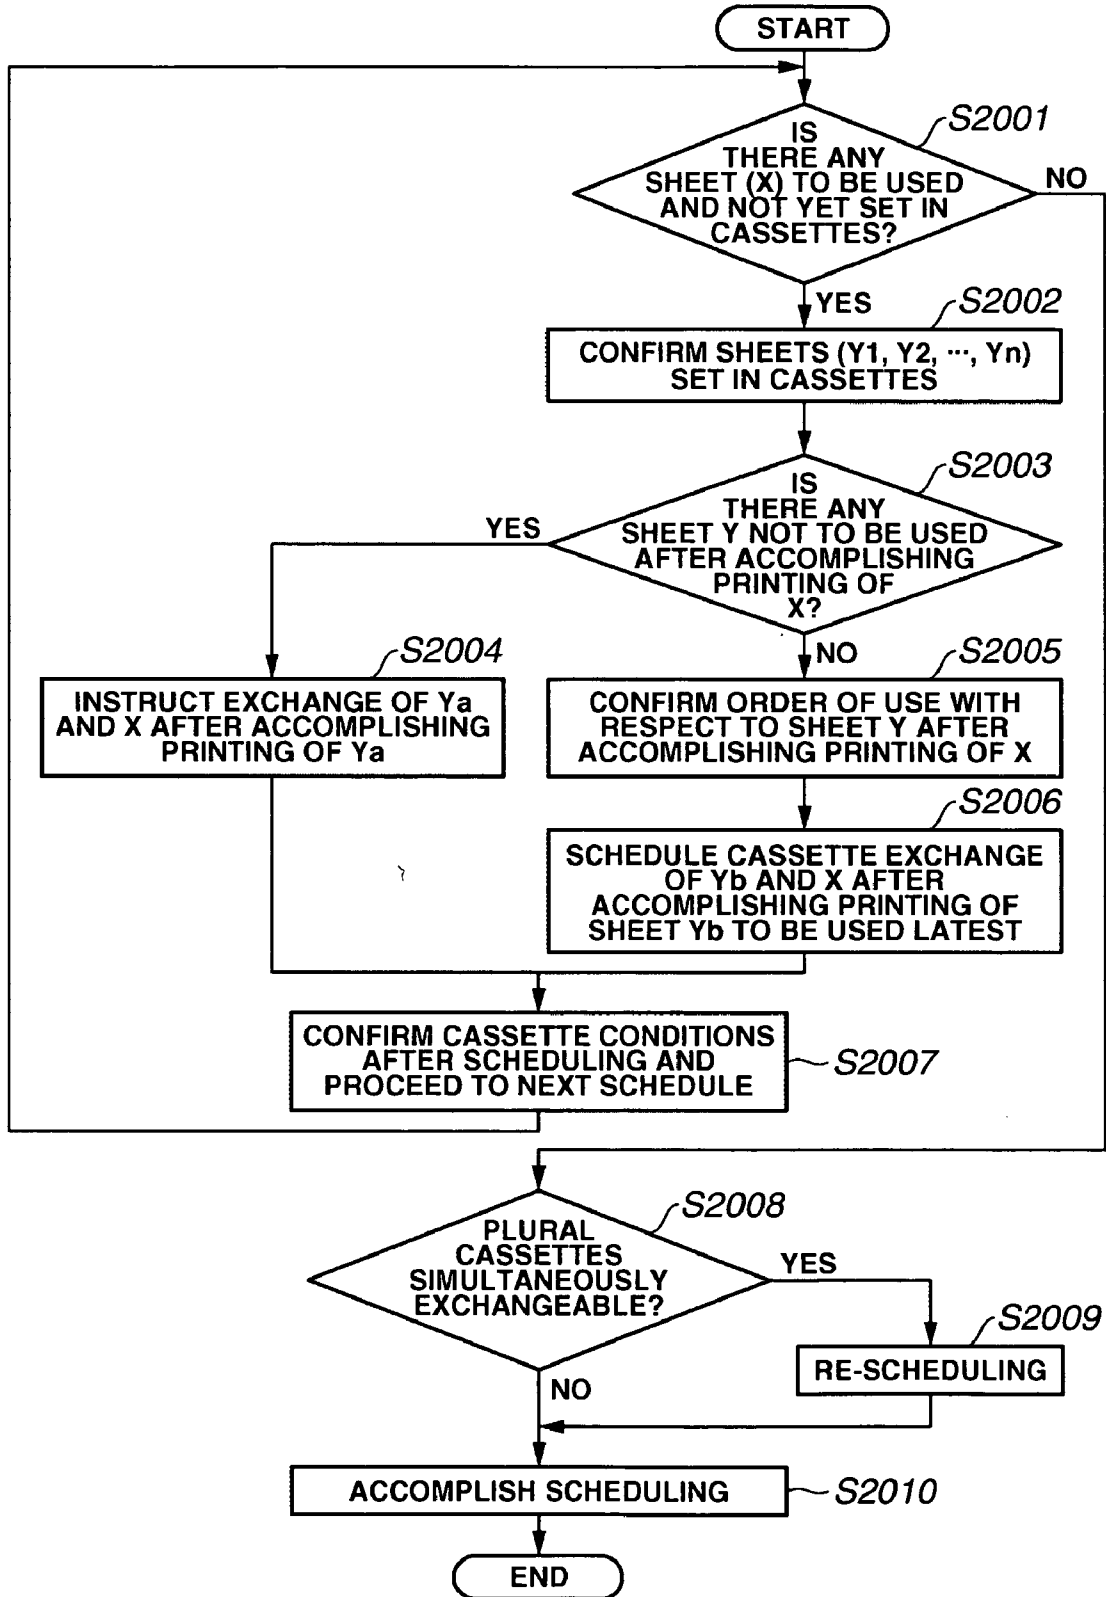 START
S2001
IS
THERE ANY
SHEET (X) TO BE USED
AND NOT YET SET IN
CASSETTES?
NO
YES
S2002
CONFIRM SHEETS (Y1, Y2, ···, Yn)
SET IN CASSETTES
S2003
IS
THERE ANY
SHEET Y NOT TO BE USED
AFTER ACCOMPLISHING
PRINTING OF
X?
YES
NO
S2004
INSTRUCT EXCHANGE OF Ya
AND X AFTER ACCOMPLISHING
PRINTING OF Ya
S2005
CONFIRM ORDER OF USE WITH
RESPECT TO SHEET Y AFTER
ACCOMPLISHING PRINTING OF X
S2006
SCHEDULE CASSETTE EXCHANGE
OF Yb AND X AFTER
ACCOMPLISHING PRINTING OF
SHEET Yb TO BE USED LATEST
CONFIRM CASSETTE CONDITIONS
AFTER SCHEDULING AND
PROCEED TO NEXT SCHEDULE
S2007
S2008
PLURAL
CASSETTES
SIMULTANEOUSLY
EXCHANGEABLE?
YES
S2009
RE-SCHEDULING
NO
ACCOMPLISH SCHEDULING
S2010
END